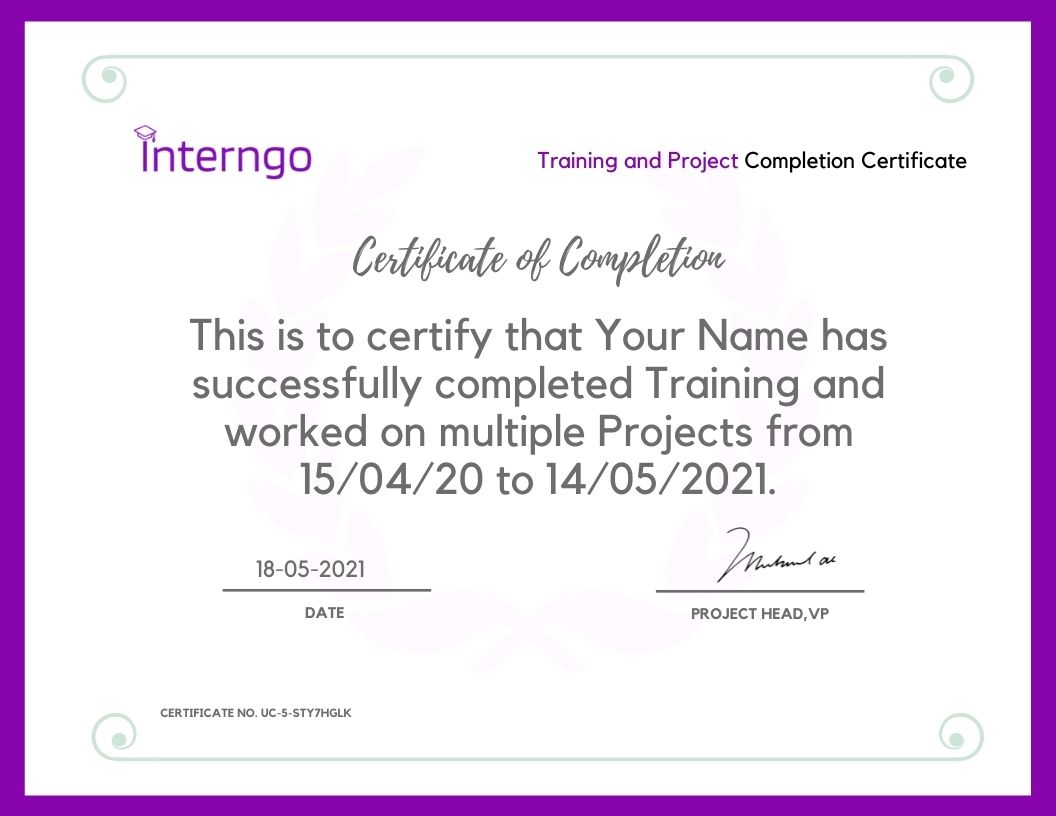 Interngo
Training and Project Completion Certificate
Certificate of Completion
This is to certify that Your Name has
successfully completed Training and
worked on multiple Projects from
15/04/20 to 14/05/2021.
18-05-2021
DATE
PROJECT HEAD,VP
CERTIFICATE NO. UC-5-STY7HGLK